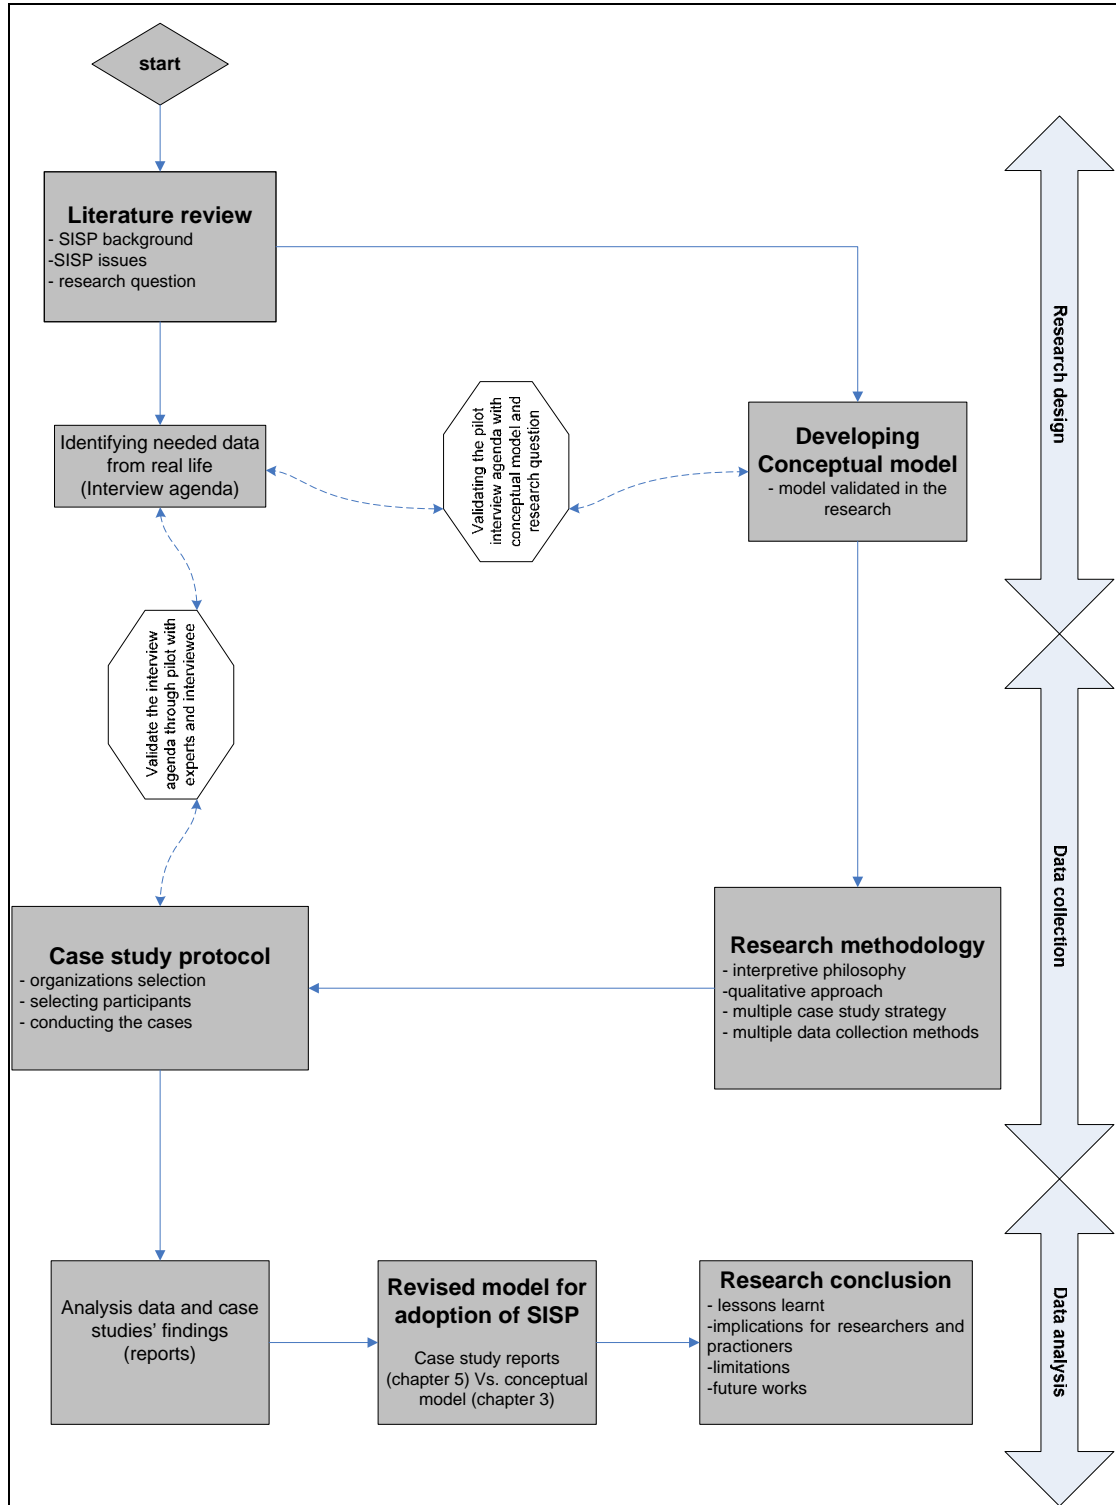 start
Literature review
- SISP background
-SISP issues
- research question
Identifying needed data
from real life
(Interview agenda)
Validating the pilot
interview agenda with
conceptual model and
research question
Developing
Conceptual model
- model validated in the
research
Research design
Validate the interview
agenda through pilot with
experts and interviewee
Case study protocol
- organizations selection
- selecting participants
- conducting the cases
Research methodology
- interpretive philosophy
-qualitative approach
- multiple case study strategy
- multiple data collection methods
Data collection
Analysis data and case
studies’ findings
(reports)
Revised model for
adoption of SISP
Case study reports
(chapter 5) Vs. conceptual
model (chapter 3)
Research conclusion
- lessons learnt
-implications for researchers and
practioners
-limitations
-future works
Data analysis